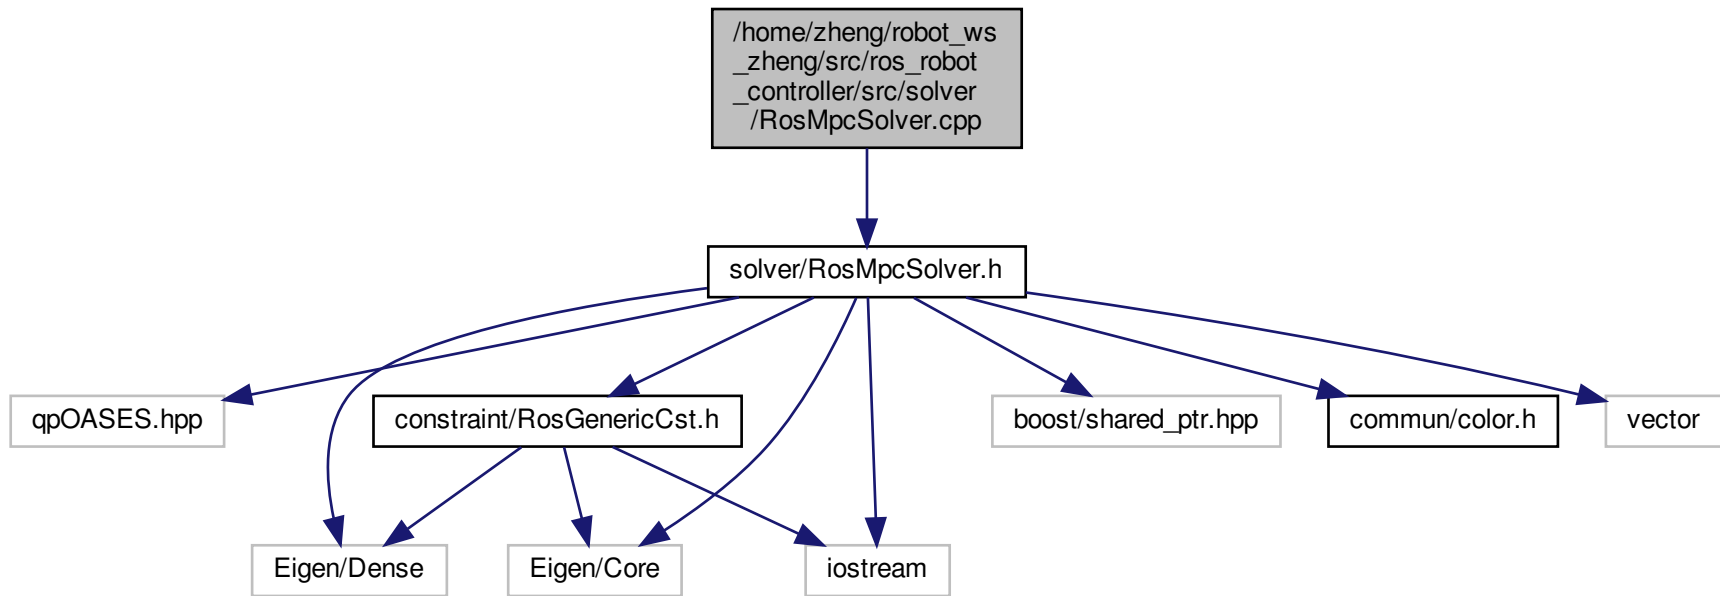 /home/zheng/robot_ws
_zheng/src/ros_robot
_controller/src/solver
/RosMpcSolver.cpp
solver/RosMpcSolver.h
qpOASES.hpp
constraint/RosGenericCst.h
boost/shared_ptr.hpp
commun/color.h
vector
Eigen/Dense
Eigen/Core
iostream